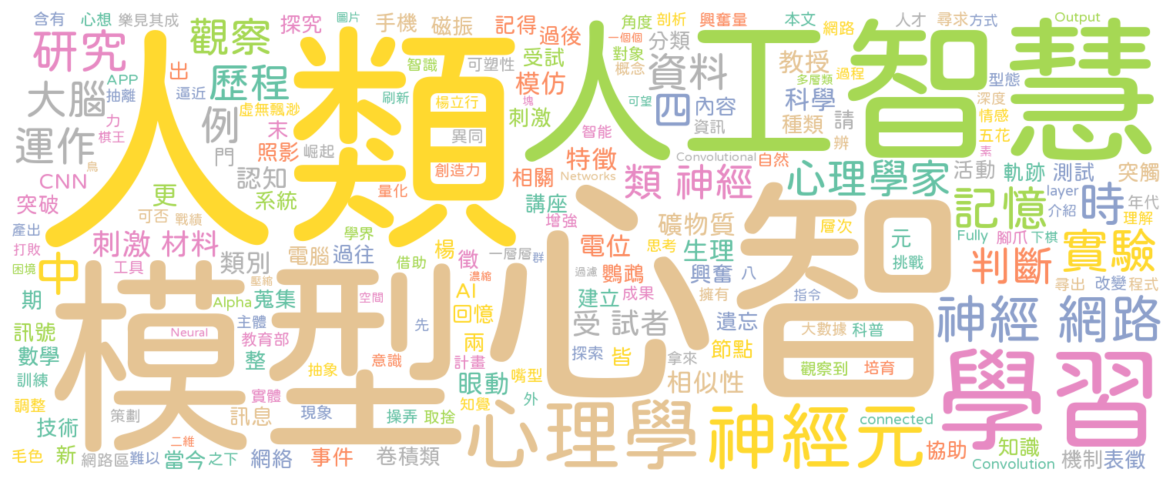 含有 心想 樂見其成 探究 手機 磁振 記得 過後 角度 剖析 興奮量 本文 網路 人才 尋求 方式 Output
圖片 受試 對象 一個個 教授 多層類 過程 型態
研究 觀察 人類 人工智慧
智識 可塑性 模仿 概念 分類 資料 科學 深度
APP 抽離 出 逼近 歷程 刷新 楊立行 塊 可望 內容 種類 請 情感
大腦 力 虛無飄渺 例 異同 刺激 智能 四 資訊 辨 五花
棋王 末 門 照影 崛起 創造力 特徵 Convolutional 自然 素
運作 烏 認知 量化 相關 Networks 類 神經 心理學家 活動 軌跡 測試 突觸
CNN 更 系統 講座 增強 礦物質 思考 層次 記憶 layer 介紹 年代 理解
突破 可否 戰績 學界 電位 生理 元 Fully 下棋 時
產出 打敗 刺激 材料 電腦 過往 楊 一層層 群 鸚鵡 挑戰 腳爪 實驗
中 困境 工具 類別 借助 徵 濃縮 過濾 興奮 八 判斷 尋出 改變 程式
期 壓縮 Alpha 蒐集 空間 AI 建立 成果 擁有 指令
模型 心智
訊號 Neural 主體 先 回憶 受 試者 遺忘 大數據 科普 神經 網路
數學 教育部 整 意識 計畫 兩 探索 皆 拿來 節點 觀察到 培育
訓練 實體 抽象 知覺 眼動 嘴型 相似性 學習
調整 策劃 訊息 現象 操弄 取捨 外 心理學 神經元 connected
技術 二維 協助 知識
毛色 新 網路區 難以 當今 之下 網絡 事件 卷積類 Convolution 機制 表徵